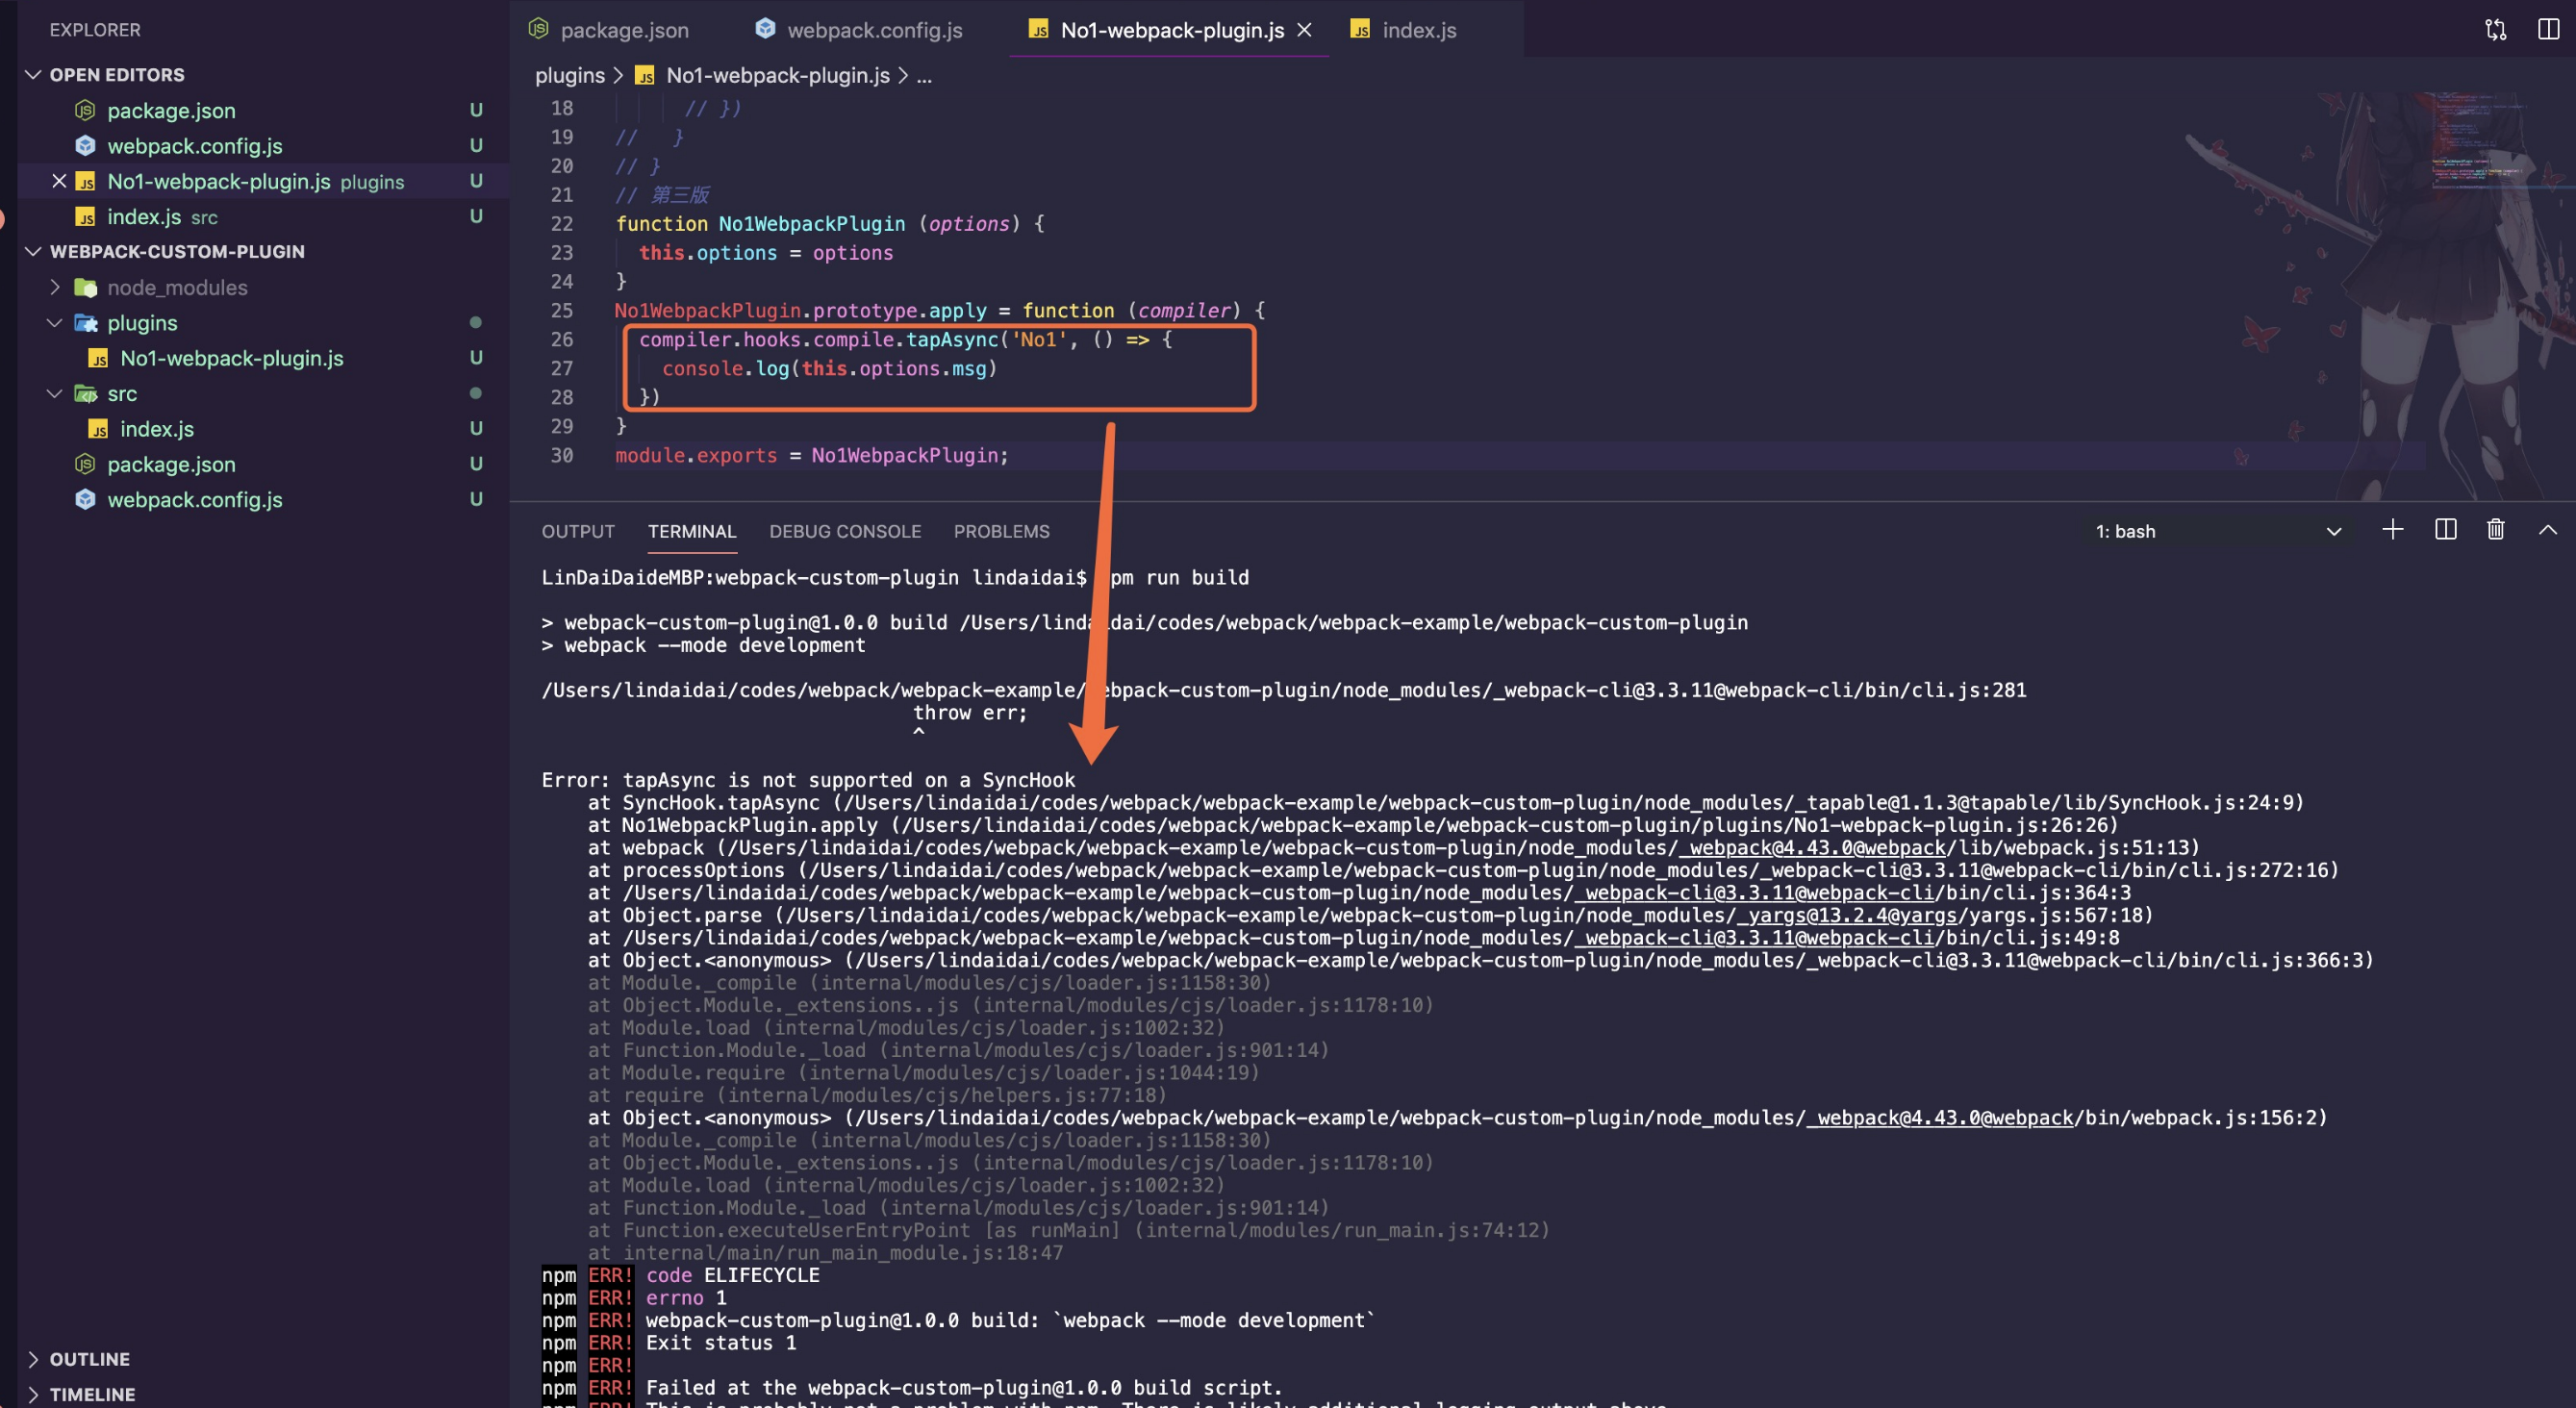 EXPLORER
OPEN EDITORS
package.json U
webpack.config.js U
No1-webpack-plugin.js plugins U
index.js src U
WEBPACK-CUSTOM-PLUGIN
node_modules
plugins
No1-webpack-plugin.js U
src
index.js U
package.json U
webpack.config.js U
OUTLINE
TIMELINE
package.json webpack.config.js No1-webpack-plugin.js index.js
plugins > No1-webpack-plugin.js > ...
18 // })
19 // }
20 // }
21 // 第三版
22 function No1WebpackPlugin (options) {
23 this.options = options
24 }
25 No1WebpackPlugin.prototype.apply = function (compiler) {
26 compiler.hooks.compile.tapAsync('No1', () => {
27 console.log(this.options.msg)
28 })
29 }
30 module.exports = No1WebpackPlugin;
OUTPUT TERMINAL DEBUG CONSOLE PROBLEMS 1: bash
LinDaiDaideMBP:webpack-custom-plugin lindaidai$ pm run build
> webpack-custom-plugin@1.0.0 build /Users/lindaidai/codes/webpack/webpack-example/webpack-custom-plugin
> webpack --mode development
/Users/lindaidai/codes/webpack/webpack-example/ebpack-custom-plugin/node_modules/_webpack-cli@3.3.11@webpack-cli/bin/cli.js:281
throw err;
^
Error: tapAsync is not supported on a SyncHook
at SyncHook.tapAsync (/Users/lindaidai/codes/webpack/webpack-example/webpack-custom-plugin/node_modules/_tapable@1.1.3@tapable/lib/SyncHook.js:24:9)
at No1WebpackPlugin.apply (/Users/lindaidai/codes/webpack/webpack-example/webpack-custom-plugin/plugins/No1-webpack-plugin.js:26:26)
at webpack (/Users/lindaidai/codes/webpack/webpack-example/webpack-custom-plugin/node_modules/_webpack@4.43.0@webpack/lib/webpack.js:51:13)
at processOptions (/Users/lindaidai/codes/webpack/webpack-example/webpack-custom-plugin/node_modules/_webpack-cli@3.3.11@webpack-cli/bin/cli.js:272:16)
at /Users/lindaidai/codes/webpack/webpack-example/webpack-custom-plugin/node_modules/_webpack-cli@3.3.11@webpack-cli/bin/cli.js:364:3
at Object.parse (/Users/lindaidai/codes/webpack/webpack-example/webpack-custom-plugin/node_modules/_yargs@13.2.4@yargs/yargs.js:567:18)
at /Users/lindaidai/codes/webpack/webpack-example/webpack-custom-plugin/node_modules/_webpack-cli@3.3.11@webpack-cli/bin/cli.js:49:8
at Object.<anonymous> (/Users/lindaidai/codes/webpack/webpack-example/webpack-custom-plugin/node_modules/_webpack-cli@3.3.11@webpack-cli/bin/cli.js:366:3)
at Module._compile (internal/modules/cjs/loader.js:1158:30)
at Object.Module._extensions..js (internal/modules/cjs/loader.js:1178:10)
at Module.load (internal/modules/cjs/loader.js:1002:32)
at Function.Module._load (internal/modules/cjs/loader.js:901:14)
at Module.require (internal/modules/cjs/loader.js:1044:19)
at require (internal/modules/cjs/helpers.js:77:18)
at Object.<anonymous> (/Users/lindaidai/codes/webpack/webpack-example/webpack-custom-plugin/node_modules/_webpack@4.43.0@webpack/bin/webpack.js:156:2)
at Module._compile (internal/modules/cjs/loader.js:1158:30)
at Object.Module._extensions..js (internal/modules/cjs/loader.js:1178:10)
at Module.load (internal/modules/cjs/loader.js:1002:32)
at Function.Module._load (internal/modules/cjs/loader.js:901:14)
at Function.executeUserEntryPoint [as runMain] (internal/modules/run_main.js:74:12)
at internal/main/run_main_module.js:18:47
npm ERR! code ELIFECYCLE
npm ERR! errno 1
npm ERR! webpack-custom-plugin@1.0.0 build: `webpack --mode development`
npm ERR! Exit status 1
npm ERR!
npm ERR! Failed at the webpack-custom-plugin@1.0.0 build script.
npm ERR! This is probably not a problem with npm. There is likely additional logging output above.